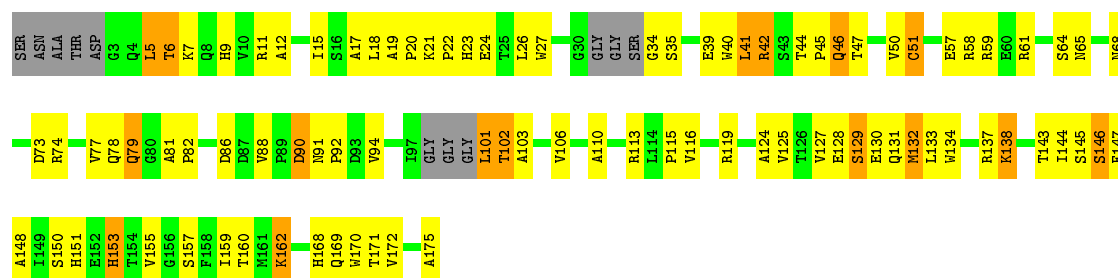 SER ASN ALA THR ASP G3 Q4 L5 T6 K7 Q8 H9 V10 R11 A12 I15 S16 A17 L18 A19 P20 K21 P22 H23 E24 T25 L26 W27 G30 GLY GLY SER G34 S35 E39 W40 L41 R42 S43 T44 P45 Q46 T47 V50 C51 E57 R58 R59 E60 R61 S64 N65
D73 R74 V77 Q78 Q79 G80 A81 P82 D86 D87 V88 P89 D90 N91 P92 D93 V94 I97 GLY GLY GLY L101 T102 A103 V106 A110 R113 L114 P115 V116 R119 A124 V125 T126 V127 E128 S129 E130 Q131 M132 L133 W134 R137 K138 T143 I144 S145 S146
A148 I149 S150 H151 E152 H153 T154 V155 G156 S157 F158 I159 T160 M161 K162 H168 Q169 W170 T171 V172 A175